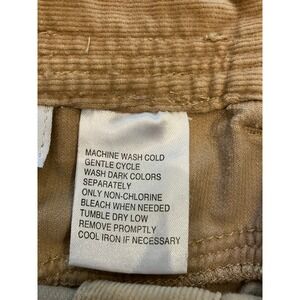 MACHINE WASH COLD
GENTLE CYCLE
WASH DARK COLORS
SEPARATELY
ONLY NON-CHLORINE
BLEACH WHEN NEEDED
TUMBLE DRY LOW
REMOVE PROMPTLY
COOL IRON IF NECESSARY